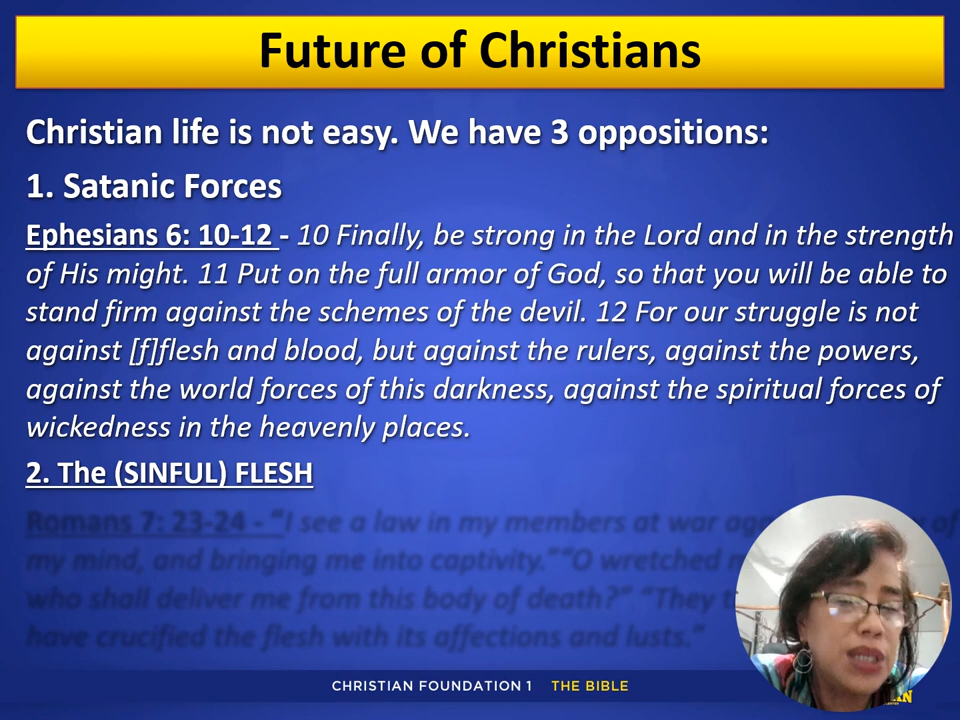 Future of Christians
Christian life is not easy. We have 3 oppositions:
1. Satanic Forces
Ephesians 6: 10-12 - 10 Finally, be strong in the Lord and in the strength
of His might. 11 Put on the full armor of God, so that you will be able to
stand firm against the schemes of the devil. 12 For our struggle is not
against [f]flesh and blood, but against the rulers, against the powers,
against the world forces of this darkness, against the spiritual forces of
wickedness in the heavenly places.
2. The (SINFUL) FLESH
Romans 7: 23-24 - "I see a law in my members at war of
my mind, and bringing me into captivity." "O wretched
who shall deliver me from this body of death?" "They
have crucified the flesh with its affections and lusts."
CHRISTIAN FOUNDATION 1 THE BIBLE